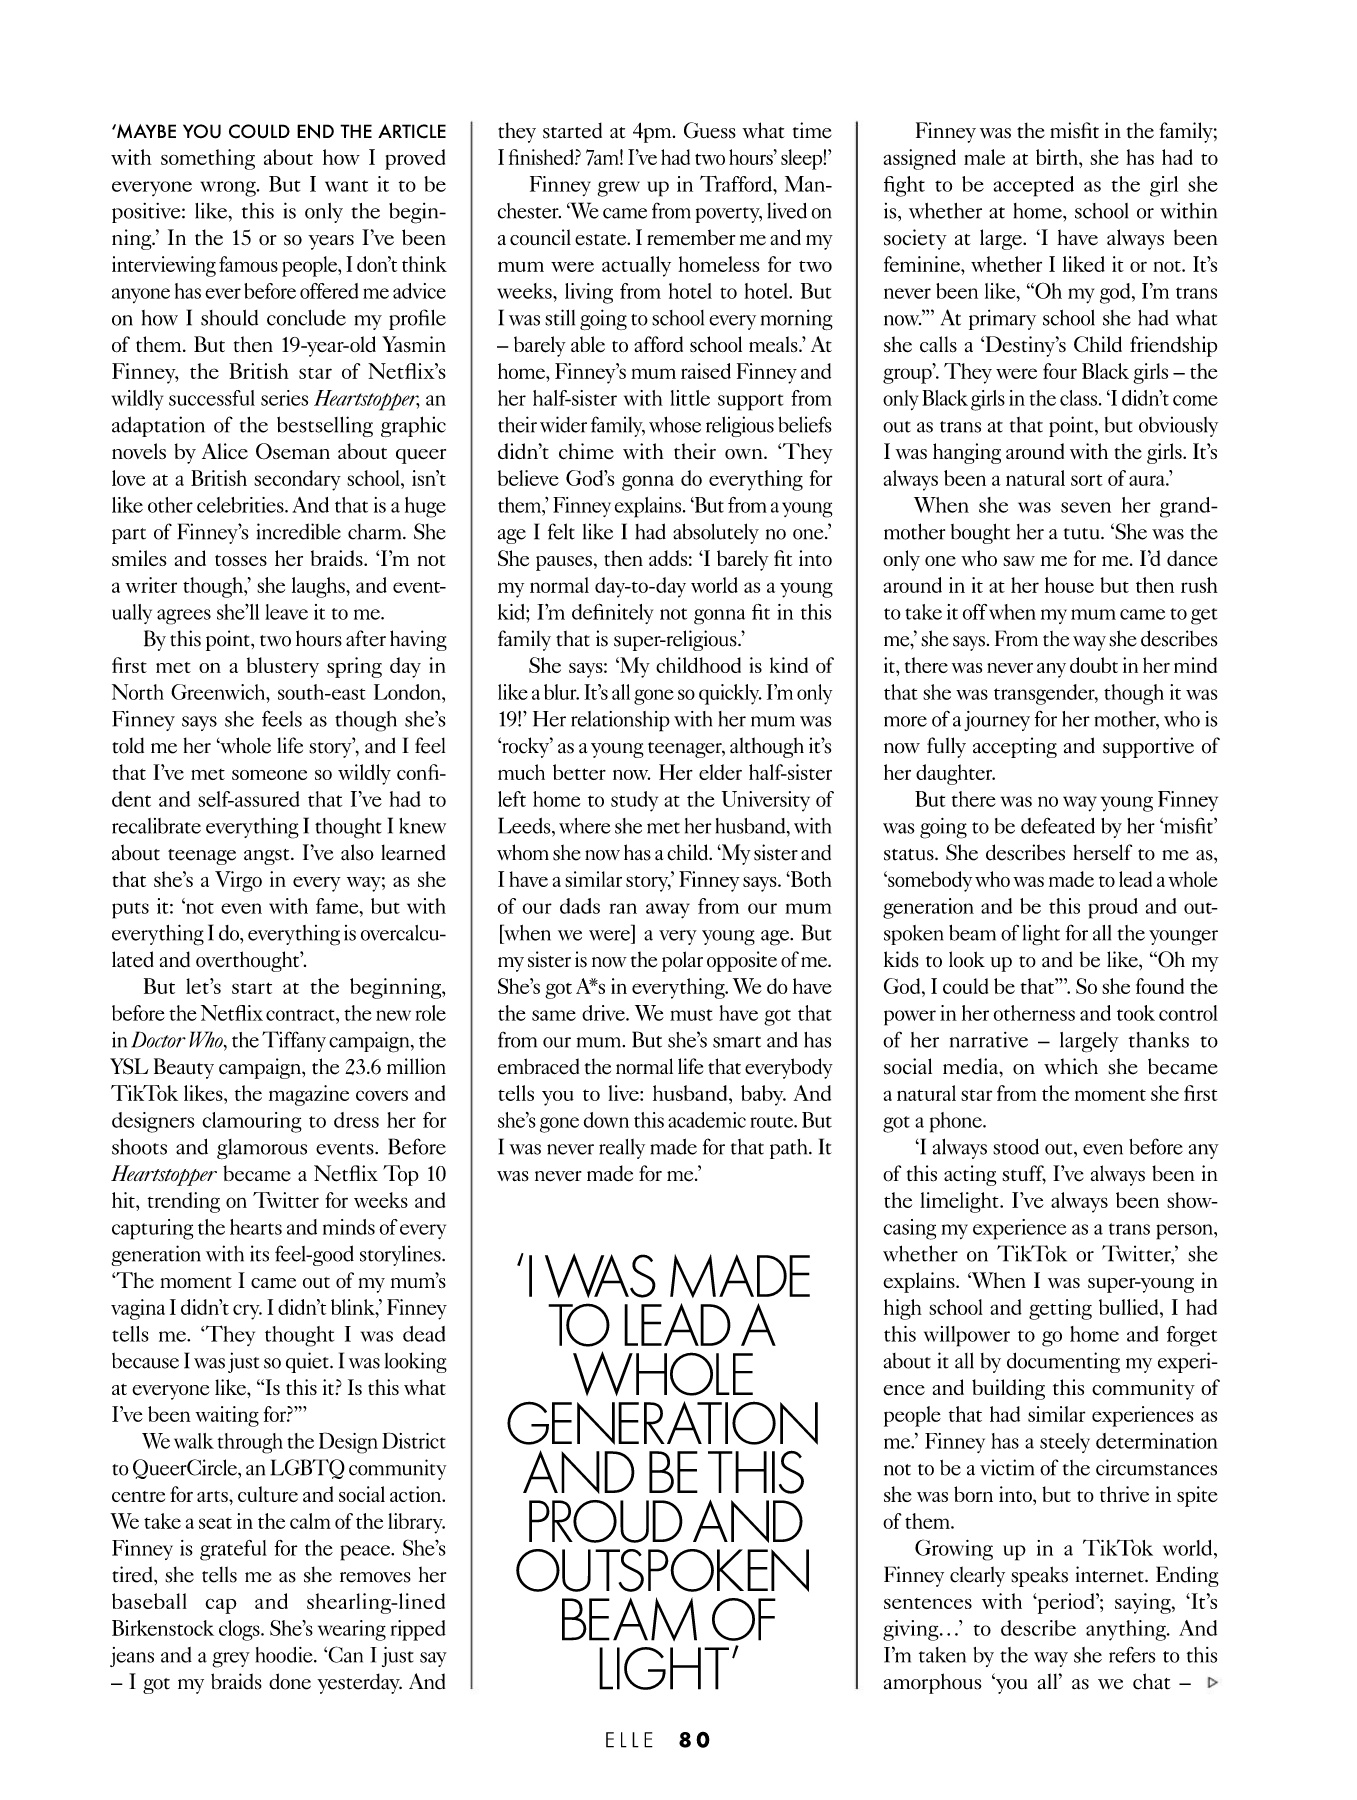 ‘MAYBE YOU COULD END THE ARTICLE
with something about how I proved
everyone wrong. But I want it to be
positive: like, this is only the begin-
ning.’ In the 15 or so years I’ve been
interviewing famous people, I don’t think
anyone has ever before offered me advice
on how I should conclude my profile
of them. But then 19-year-old Yasmin
Finney, the British star of Netflix’s
wildly successful series Heartstopper, an
adaptation of the bestselling graphic
novels by Alice Oseman about queer
love at a British secondary school, isn’t
like other celebrities. And that is a huge
part of Finney’s incredible charm. She
smiles and tosses her braids. ‘I’m not
a writer though,’ she laughs, and event-
ually agrees she’ll leave it to me.
By this point, two hours after having
first met on a blustery spring day in
North Greenwich, south-east London,
Finney says she feels as though she’s
told me her ‘whole life story’, and I feel
that I’ve met someone so wildly confi-
dent and self-assured that I’ve had to
recalibrate everything I thought I knew
about teenage angst. I’ve also learned
that she’s a Virgo in every way; as she
puts it: ‘not even with fame, but with
everything I do, everything is overcalcu-
lated and overthought’.
But let’s start at the beginning,
before the Netflix contract, the new role
in Doctor Who, the Tiffany campaign, the
YSL Beauty campaign, the 23.6 million
TikTok likes, the magazine covers and
designers clamouring to dress her for
shoots and glamorous events. Before
Heartstopper became a Netflix Top 10
hit, trending on Twitter for weeks and
capturing the hearts and minds of every
generation with its feel-good storylines.
‘The moment I came out of my mum’s
vagina I didn’t cry. I didn’t blink,’ Finney
tells me. ‘They thought I was dead
because I was just so quiet. I was looking
at everyone like, “Is this it? Is this what
I’ve been waiting for?”’
We walk through the Design District
to QueerCircle, an LGBTQ community
centre for arts, culture and social action.
We take a seat in the calm of the library.
Finney is grateful for the peace. She’s
tired, she tells me as she removes her
baseball cap and shearling-lined
Birkenstock clogs. She’s wearing ripped
jeans and a grey hoodie. ‘Can I just say
– I got my braids done yesterday. And
they started at 4pm. Guess what time
I finished? 7am! I’ve had two hours’ sleep!’
Finney grew up in Trafford, Man-
chester. ‘We came from poverty, lived on
a council estate. I remember me and my
mum were actually homeless for two
weeks, living from hotel to hotel. But
I was still going to school every morning
– barely able to afford school meals.’ At
home, Finney’s mum raised Finney and
her half-sister with little support from
their wider family, whose religious beliefs
didn’t chime with their own. ‘They
believe God’s gonna do everything for
them,’ Finney explains. ‘But from a young
age I felt like I had absolutely no one.’
She pauses, then adds: ‘I barely fit into
my normal day-to-day world as a young
kid; I’m definitely not gonna fit in this
family that is super-religious.’
She says: ‘My childhood is kind of
like a blur. It’s all gone so quickly. I’m only
19!’ Her relationship with her mum was
‘rocky’ as a young teenager, although it’s
much better now. Her elder half-sister
left home to study at the University of
Leeds, where she met her husband, with
whom she now has a child. ‘My sister and
I have a similar story,’ Finney says. ‘Both
of our dads ran away from our mum
[when we were] a very young age. But
my sister is now the polar opposite of me.
She’s got A*s in everything. We do have
the same drive. We must have got that
from our mum. But she’s smart and has
embraced the normal life that everybody
tells you to live: husband, baby. And
she’s gone down this academic route. But
I was never really made for that path. It
was never made for me.’
‘I WAS MADE
TO LEAD A
WHOLE
GENERATION
AND BE THIS
PROUD AND
OUTSPOKEN
BEAM OF
LIGHT’
Finney was the misfit in the family;
assigned male at birth, she has had to
fight to be accepted as the girl she
is, whether at home, school or within
society at large. ‘I have always been
feminine, whether I liked it or not. It’s
never been like, “Oh my god, I’m trans
now.”’ At primary school she had what
she calls a ‘Destiny’s Child friendship
group’. They were four Black girls – the
only Black girls in the class. ‘I didn’t come
out as trans at that point, but obviously
I was hanging around with the girls. It’s
always been a natural sort of aura.’
When she was seven her grand-
mother bought her a tutu. ‘She was the
only one who saw me for me. I’d dance
around in it at her house but then rush
to take it off when my mum came to get
me,’ she says. From the way she describes
it, there was never any doubt in her mind
that she was transgender, though it was
more of a journey for her mother, who is
now fully accepting and supportive of
her daughter.
But there was no way young Finney
was going to be defeated by her ‘misfit’
status. She describes herself to me as,
‘somebody who was made to lead a whole
generation and be this proud and out-
spoken beam of light for all the younger
kids to look up to and be like, “Oh my
God, I could be that”’. So she found the
power in her otherness and took control
of her narrative – largely thanks to
social media, on which she became
a natural star from the moment she first
got a phone.
‘I always stood out, even before any
of this acting stuff, I’ve always been in
the limelight. I’ve always been show-
casing my experience as a trans person,
whether on TikTok or Twitter,’ she
explains. ‘When I was super-young in
high school and getting bullied, I had
this willpower to go home and forget
about it all by documenting my experi-
ence and building this community of
people that had similar experiences as
me.’ Finney has a steely determination
not to be a victim of the circumstances
she was born into, but to thrive in spite
of them.
Growing up in a TikTok world,
Finney clearly speaks internet. Ending
sentences with ‘period’; saying, ‘It’s
giving…’ to describe anything. And
I’m taken by the way she refers to this
amorphous ‘you all’ as we chat –
ELLE 80